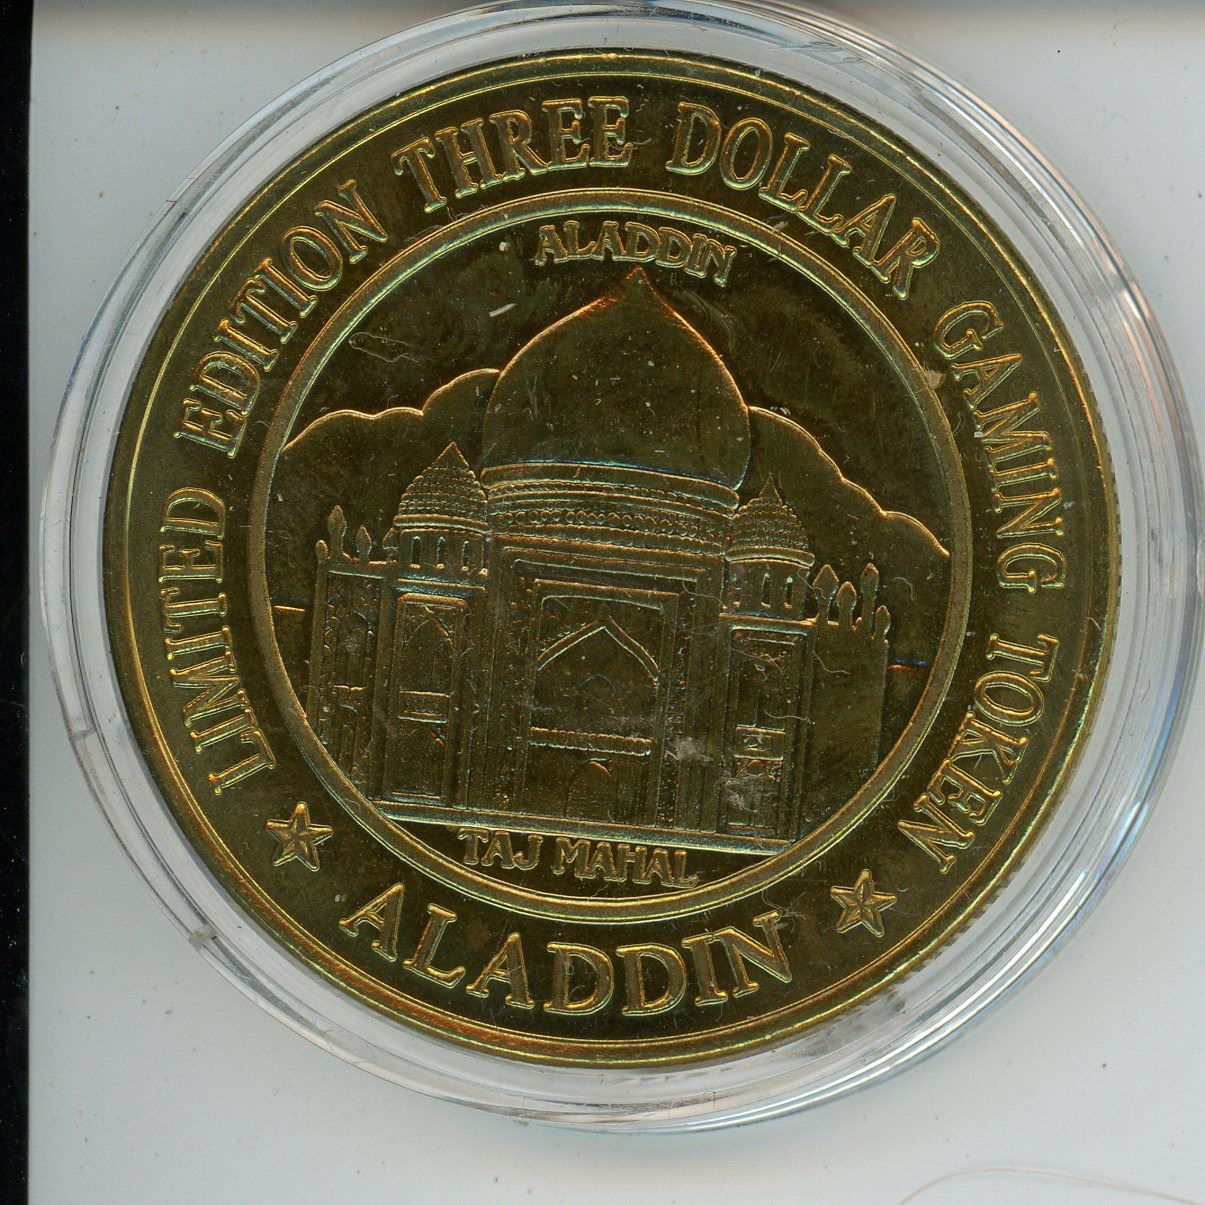 LIMITED EDITION THREE DOLLAR GAMING TOKEN
ALADDIN
TAJ MAHAL
★ ALADDIN ★